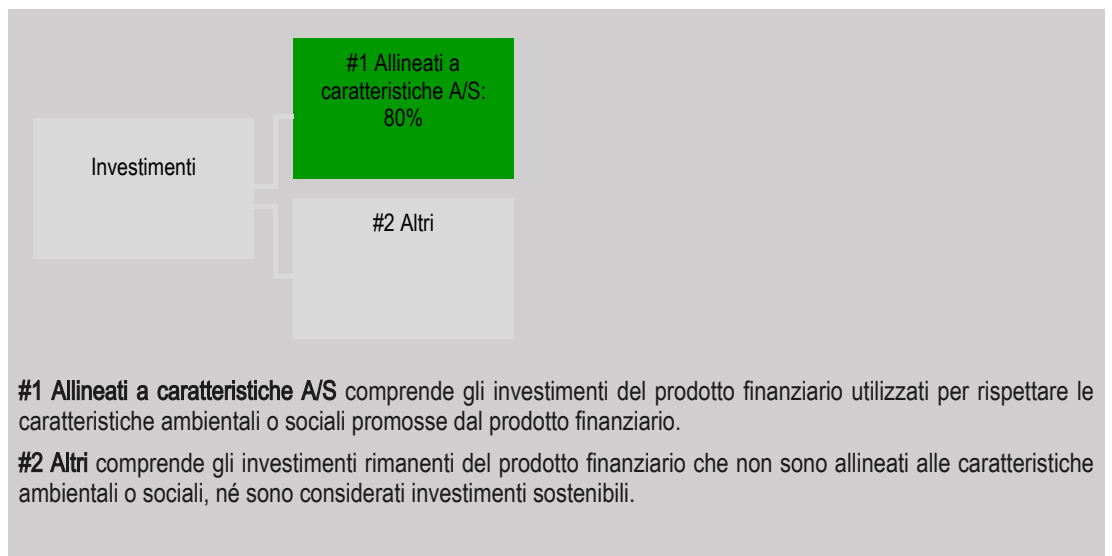 #1 Allineati a
caratteristiche A/S:
80%
Investimenti
#2 Altri
#1 Allineati a caratteristiche A/S comprende gli investimenti del prodotto finanziario utilizzati per rispettare le
caratteristiche ambientali o sociali promosse dal prodotto finanziario.
#2 Altri comprende gli investimenti rimanenti del prodotto finanziario che non sono allineati alle caratteristiche
ambientali o sociali, né sono considerati investimenti sostenibili.